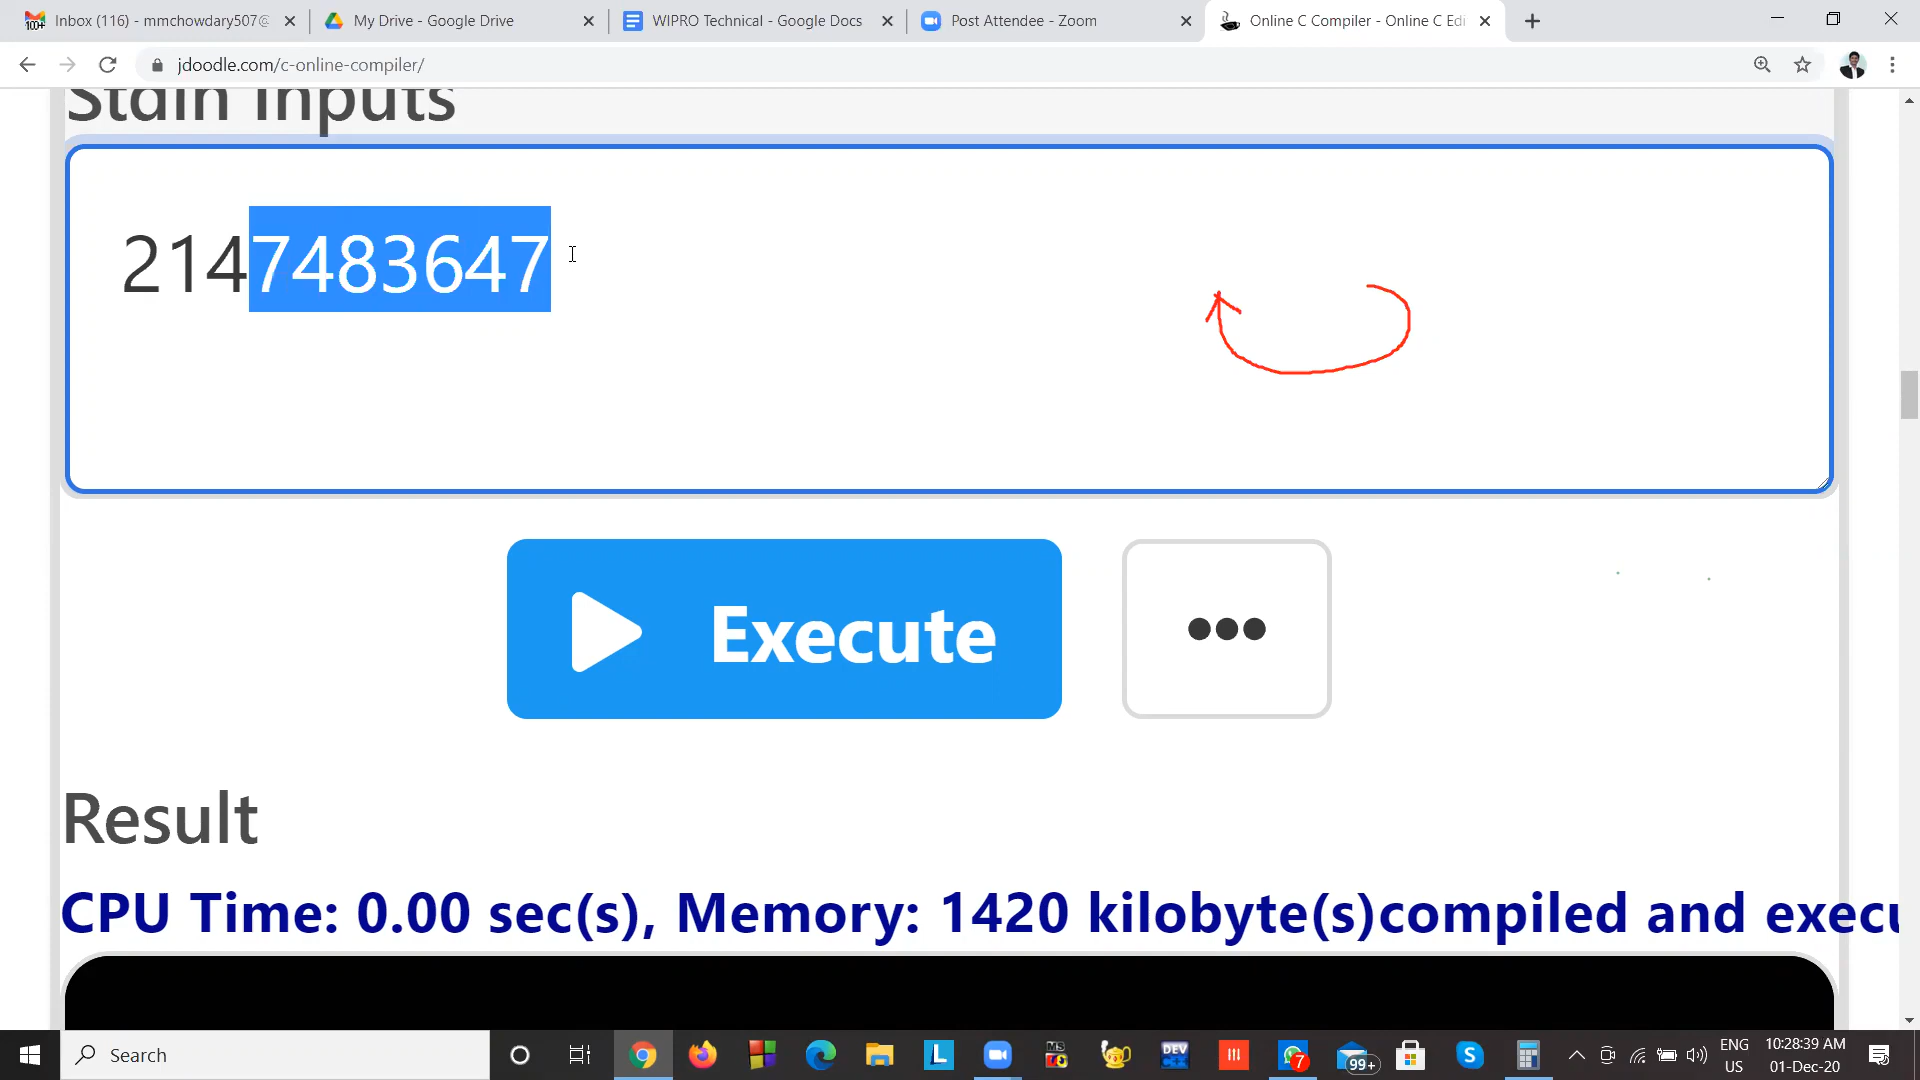 Inbox (116) - mmchowdary507@
My Drive - Google Drive
WIPRO Technical - Google Docs
Post Attendee - Zoom
Online C Compiler - Online C Edi
jdoodle.com/c-online-compiler/
Stdin Inputs
2147483647
Execute
Result
CPU Time: 0.00 sec(s), Memory: 1420 kilobyte(s)compiled and execu
Search
L
DEV
7
99+
S
ENG
US
10:28:39 AM
01-Dec-20